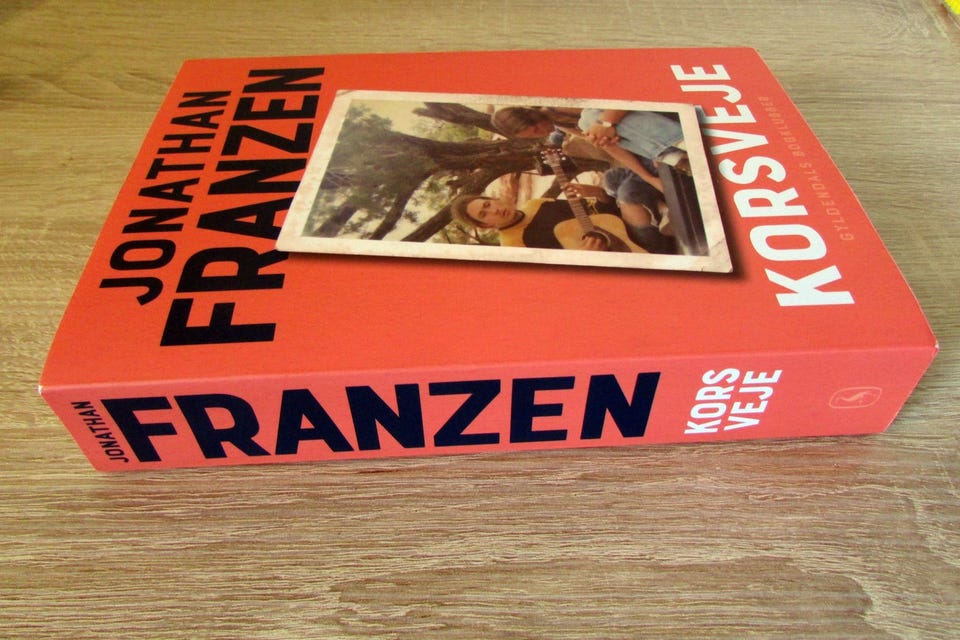 JONATHAN
FRANZEN
KORSVEJE
GYLDENDALS BOGKLUBBER
JONATHAN
FRANZEN
KORS
VEJE